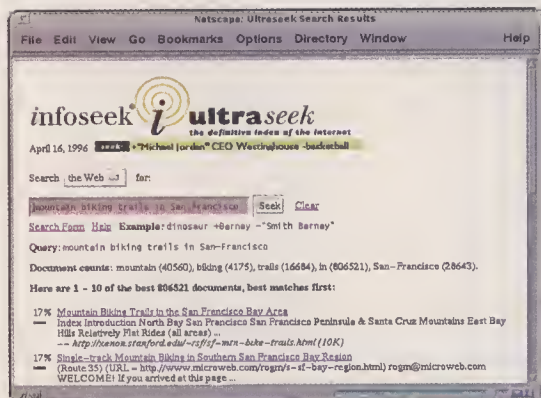 Netscape: Ultraseek Search Results
File Edit View Go Bookmarks Options Directory Window Help
infoseek i ultraseek
the definitive index of the internet
April 16, 1996 seek: +"Michael Jordan" CEO Westinghouse -basketball
Search the Web for:
mountain biking trails in San-Francisco Seek Clear
Search Form Help Example: dinosaur +Barney -"Smith Barney"
Query: mountain biking trails in San-Francisco
Document counts: mountain (40560), biking (4175), trails (16684), in (806521), San-Francisco (28643).
Here are 1 - 10 of the best 806521 documents, best matches first:
17% Mountain Biking Trails in the San Francisco Bay Area
Index Introduction North Bay San Francisco San Francisco Peninsula & Santa Cruz Mountains East Bay
Hills Relatively Flat Rides (all areas) ...
-- http://xenon.stanford.edu/~rsf/sf-mtn-bike-trails.html (10K)
17% Single-track Mountain Biking in Southern San Francisco Bay Region
(Route 35) (URL = http://www.microweb.com/rogm/s-sf-bay-region.html) rogm@microweb.com
WELCOME! If you arrived at this page ...